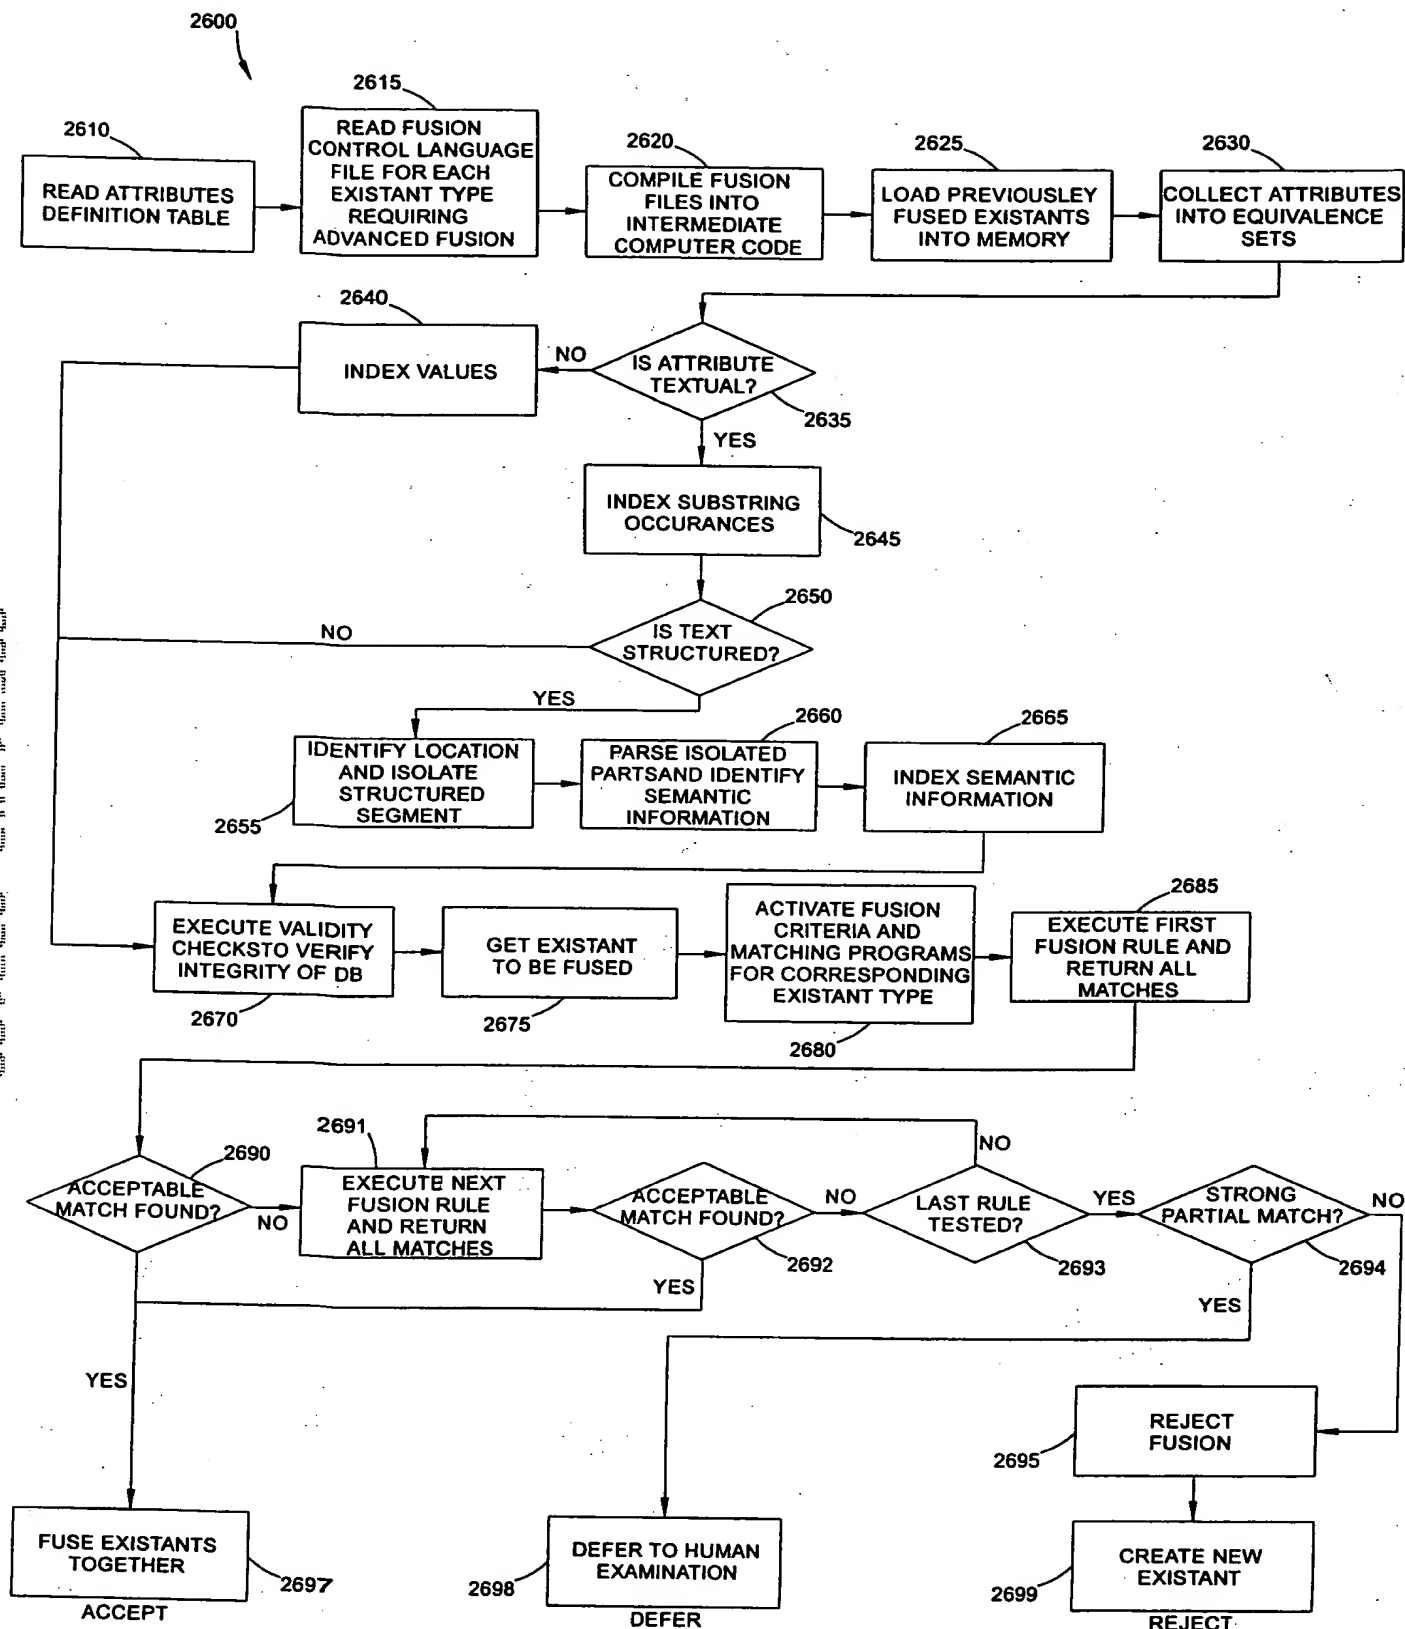 2600
2610
READ ATTRIBUTES
DEFINITION TABLE
2615
READ FUSION
CONTROL LANGUAGE
FILE FOR EACH
EXISTANT TYPE
REQUIRING
ADVANCED FUSION
2620
COMPILE FUSION
FILES INTO
INTERMEDIATE
COMPUTER CODE
2625
LOAD PREVIOUSLEY
FUSED EXISTANTS
INTO MEMORY
2630
COLLECT ATTRIBUTES
INTO EQUIVALENCE
SETS
2640
INDEX VALUES
NO
IS ATTRIBUTE
TEXTUAL?
2635
YES
INDEX SUBSTRING
OCCURANCES
2645
2650
IS TEXT
STRUCTURED?
NO
YES
IDENTIFY LOCATION
AND ISOLATE
STRUCTURED
SEGMENT
2655
2660
PARSE ISOLATED
PARTSAND IDENTIFY
SEMANTIC
INFORMATION
2665
INDEX SEMANTIC
INFORMATION
EXECUTE VALIDITY
CHECKSTO VERIFY
INTEGRITY OF DB
2670
GET EXISTANT
TO BE FUSED
2675
ACTIVATE FUSION
CRITERIA AND
MATCHING PROGRAMS
FOR CORRESPONDING
EXISTANT TYPE
2680
2685
EXECUTE FIRST
FUSION RULE AND
RETURN ALL
MATCHES
2690
ACCEPTABLE
MATCH FOUND?
NO
2691
EXECUTE NEXT
FUSION RULE
AND RETURN
ALL MATCHES
ACCEPTABLE
MATCH FOUND?
2692
NO
YES
LAST RULE
TESTED?
2693
NO
YES
STRONG
PARTIAL MATCH?
2694
NO
YES
YES
REJECT
FUSION
2695
FUSE EXISTANTS
TOGETHER
2697
ACCEPT
DEFER TO HUMAN
EXAMINATION
2698
DEFER
CREATE NEW
EXISTANT
2699
REJECT